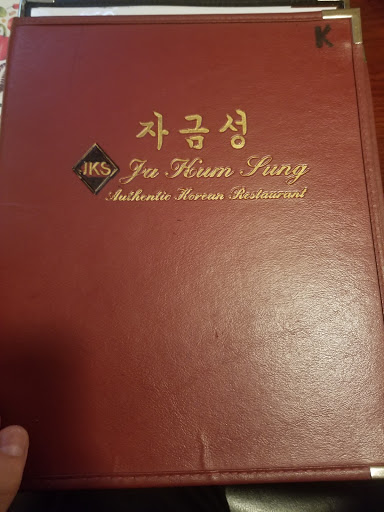 K
자금성
JKS
Ja Kum Sung
Authentic Korean Restaurant